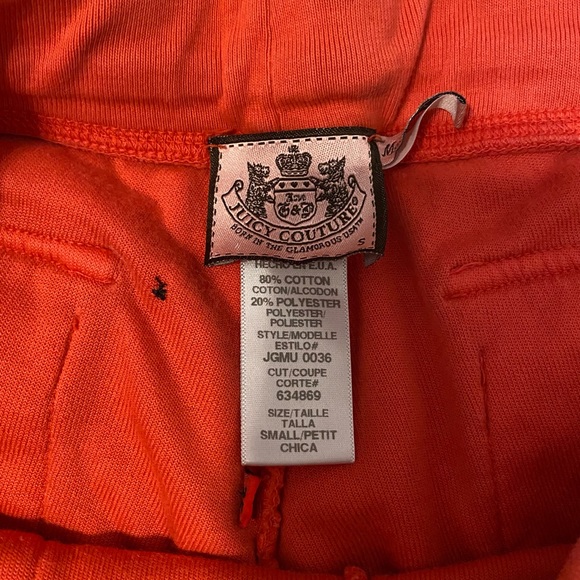 G&P
JUICY COUTURE
BORN IN THE GLAMOROUS USA
S
80% COTTON
COTON/ALGODON
20% POLYESTER
POLYESTER/
POLIESTER
STYLE/MODELLE
ESTILO#
JGMU 0036
CUT/COUPE
CORTE#
634869
SIZE/TAILLE
TALLA
SMALL/PETIT
CHICA